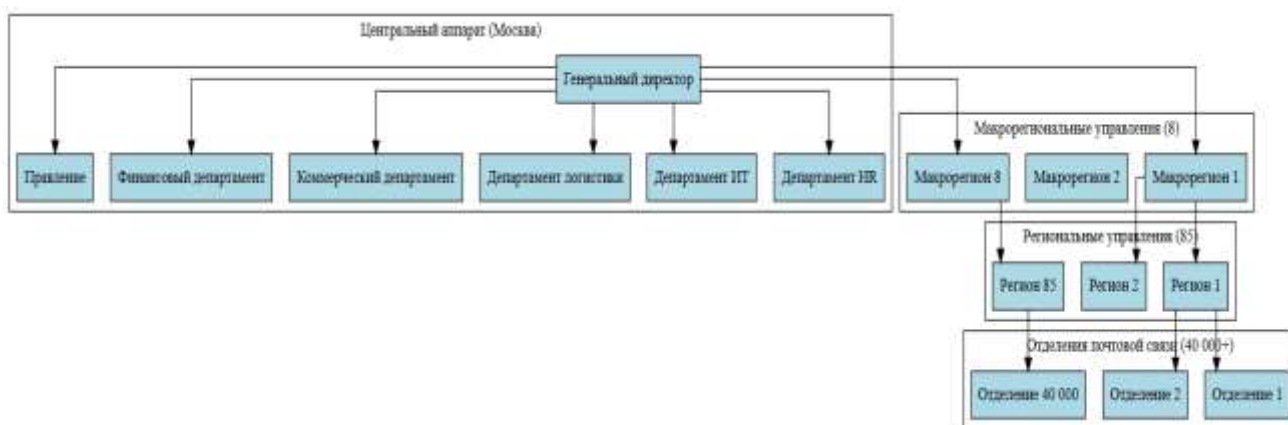 Центральный аппарат (Москва)
Генеральный директор
Макрорегиональные управления (8)
Правление
Финансовый департамент
Коммерческий департамент
Департамент логистики
Департамент ИТ
Департамент HR
Макрорегион 8
Макрорегион 2
Макрорегион 1
Региональные управления (85)
Регион 85
Регион 2
Регион 1
Отделения почтовой связи (40 000+)
Отделение 40 000
Отделение 2
Отделение 1